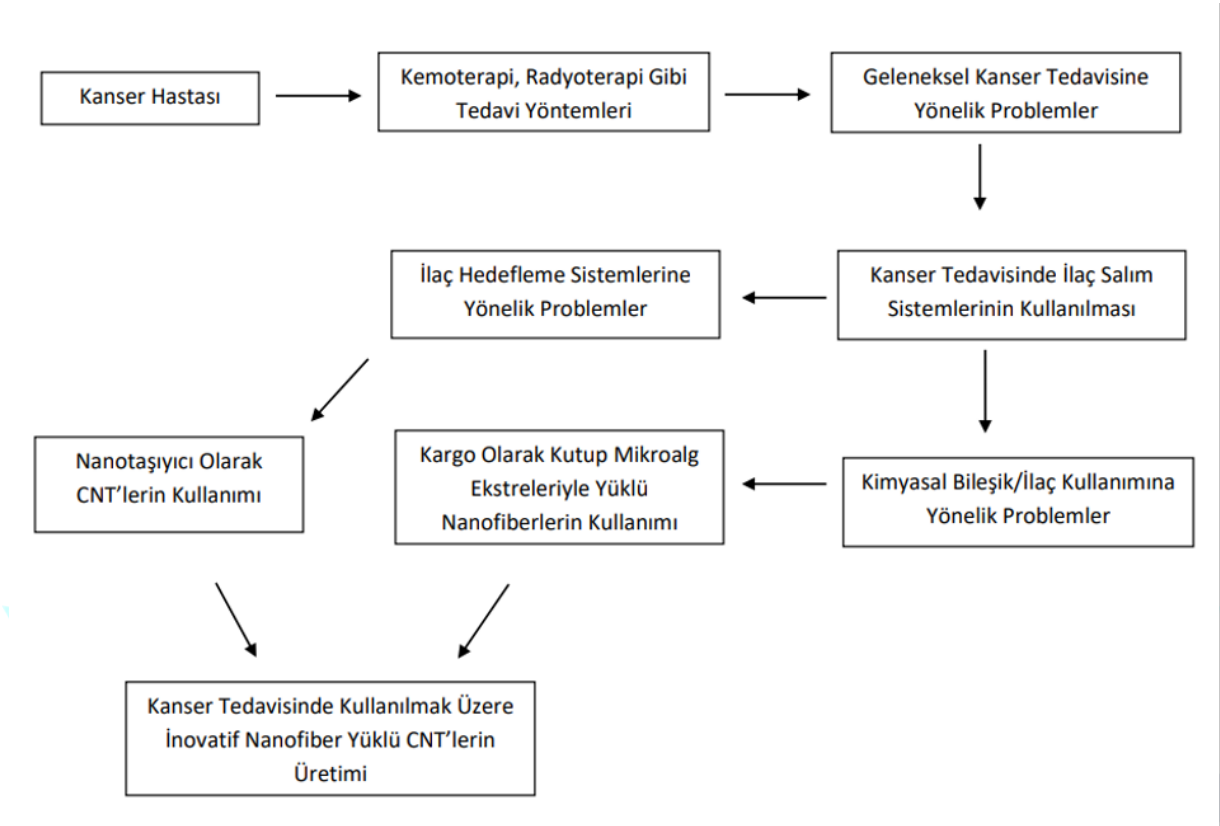 Kanser Hastası
Kemoterapi, Radyoterapi Gibi
Tedavi Yöntemleri
Geleneksel Kanser Tedavisine
Yönelik Problemler
İlaç Hedefleme Sistemlerine
Yönelik Problemler
Kanser Tedavisinde İlaç Salım
Sistemlerinin Kullanılması
Nanotaşıyıcı Olarak
CNT’lerin Kullanımı
Kargo Olarak Kutup Mikroalg
Ekstreleriyle Yüklü
Nanofiberlerin Kullanımı
Kimyasal Bileşik/İlaç Kullanımına
Yönelik Problemler
Kanser Tedavisinde Kullanılmak Üzere
İnovatif Nanofiber Yüklü CNT’lerin
Üretimi